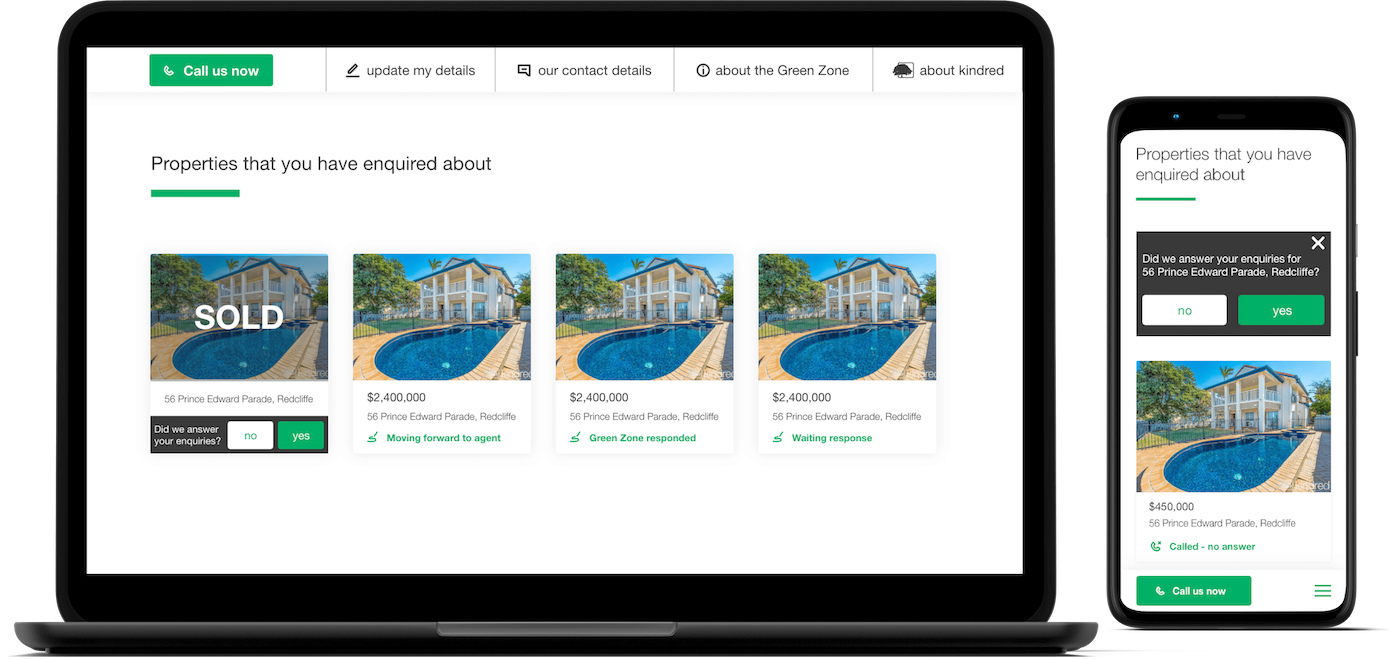 Call us now
update my details
our contact details
about the Green Zone
about kindred
Properties that you have enquired about
SOLD
56 Prince Edward Parade, Redcliffe
Did we answer
your enquiries?
no
yes
$2,400,000
56 Prince Edward Parade, Redcliffe
Moving forward to agent
$2,400,000
56 Prince Edward Parade, Redcliffe
Green Zone responded
$2,400,000
56 Prince Edward Parade, Redcliffe
Waiting response
Properties that you have
enquired about
Did we answer your enquiries for
56 Prince Edward Parade, Redcliffe?
no
yes
$450,000
56 Prince Edward Parade, Redcliffe
Called - no answer
Call us now